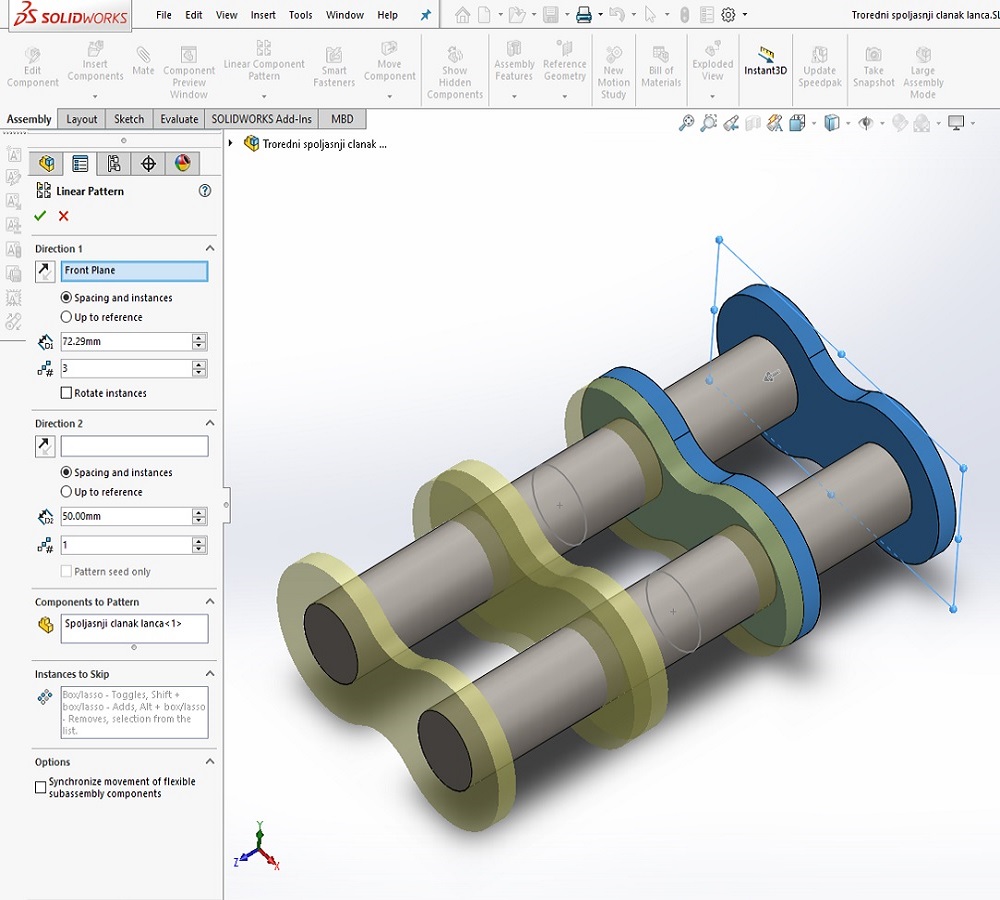 SOLIDWORKS
File Edit View Insert Tools Window Help
Troredni spoljasnji clanak lanca.SL
Edit Component
Insert Components
Mate
Component Preview Window
Linear Component Pattern
Smart Fasteners
Move Component
Show Hidden Components
Assembly Features
Reference Geometry
New Motion Study
Bill of Materials
Exploded View
Instant3D
Update Speedpak
Take Snapshot
Large Assembly Mode
Assembly Layout Sketch Evaluate SOLIDWORKS Add-Ins MBD
Troredni spoljasnji clanak ...
Linear Pattern
Direction 1
Front Plane
Spacing and instances
Up to reference
D1 72.29mm
3
Rotate instances
Direction 2
Spacing and instances
Up to reference
D2 50.00mm
1
Pattern seed only
Components to Pattern
Spoljasnji clanak lanca<1>
Instances to Skip
Box/lasso - Toggles, Shift +
box/lasso - Adds, Alt + box/lasso
- Removes, selection from the
list.
Options
Synchronize movement of flexible
subassembly components
Y
Z
X